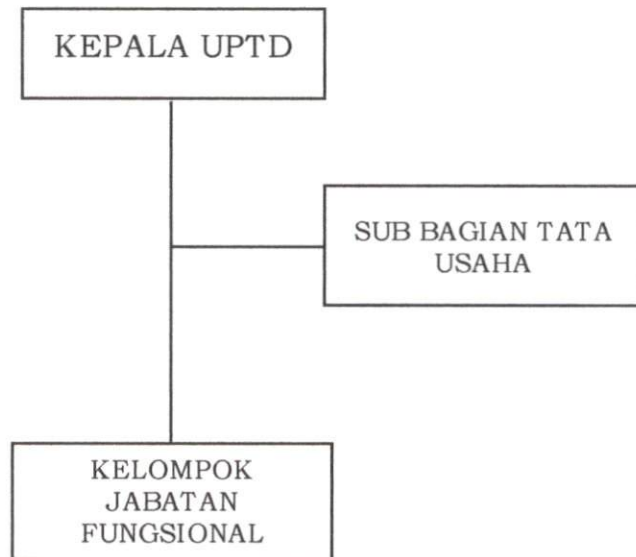 KEPALA UPTD
SUB BAGIAN TATA
USAHA
KELOMPOK
JABATAN
FUNGSIONAL